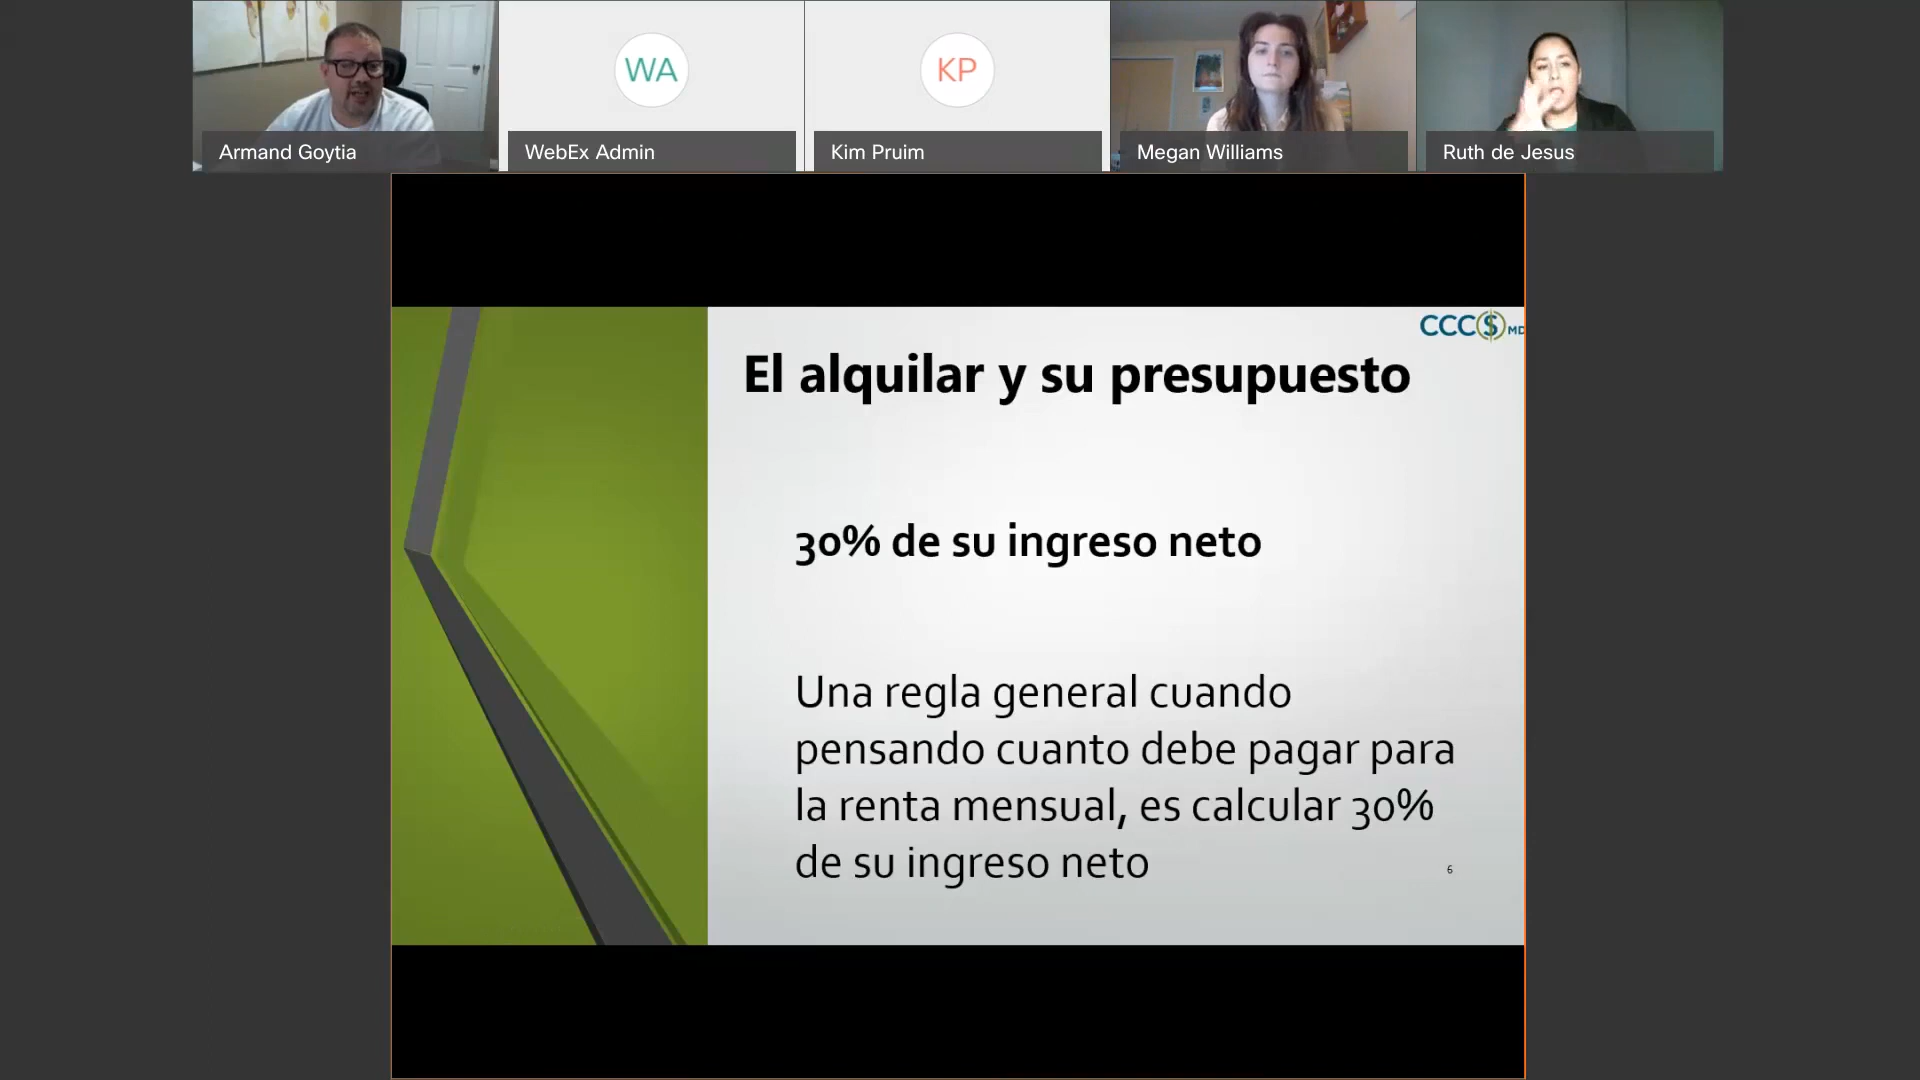 WA
KP
Armand Goytia
WebEx Admin
Kim Pruim
Megan Williams
Ruth de Jesus
CCCS MD
El alquilar y su presupuesto
30% de su ingreso neto
Una regla general cuando
pensando cuanto debe pagar para
la renta mensual, es calcular 30%
de su ingreso neto
6